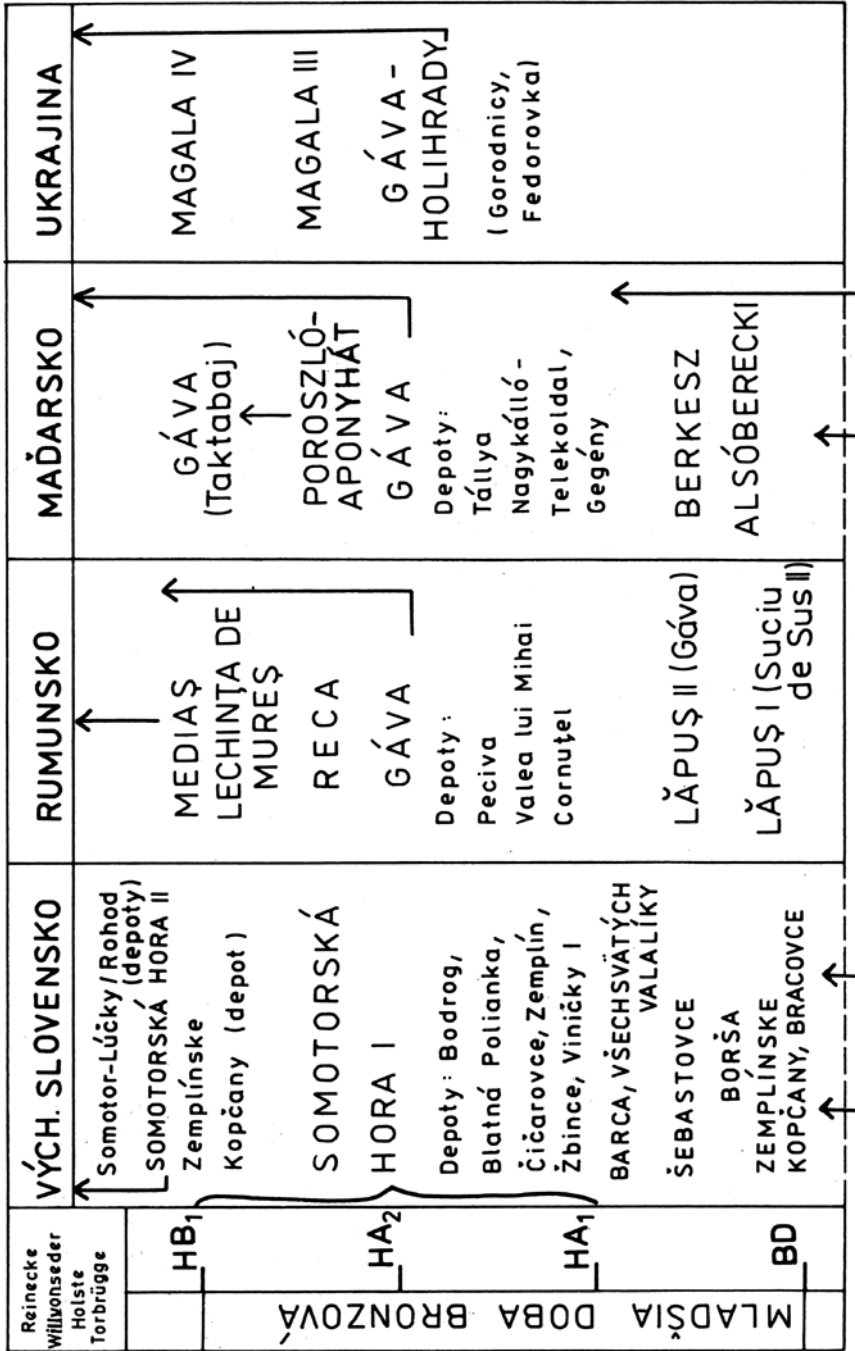 Reinecke
Willvonseder
Holste
Torbrügge
VÝCH. SLOVENSKO
RUMUNSKO
MAĎARSKO
UKRAJINA
MLADŠIA DOBA BRONZOVÁ
HB1
HA2
HA1
BD
Somotor-Lúčky/Rohod
(depoty)
SOMOTORSKÁ HORA II
Zemplínske
Kopčany (depot)
SOMOTORSKÁ
HORA I
Depoty: Bodrog,
Blatná Polianka,
Čičarovce, Zemplín,
Žbince, Viničky I
BARCA, VŠECHSVÄTÝCH
VALALÍKY
ŠEBASTOVCE
BORŠA
ZEMPLÍNSKE
KOPČANY, BRACOVCE
MEDIAȘ
LECHINȚA DE
MUREȘ
RECA
GÁVA
Depoty:
Peciva
Valea lui Mihai
Cornuțel
LĂPUȘ II (Gáva)
LĂPUȘ I (Suciu
de Sus II)
GÁVA
(Taktabaj)
POROSZLÓ-
APONYHÁT
GÁVA
Depoty:
Tállya
Nagykálló-
Telekoldal,
Gegény
BERKESZ
ALSÓBERECKI
MAGALA IV
MAGALA III
GÁVA-
HOLIHRADY
(Gorodnicy,
Fedorovka)